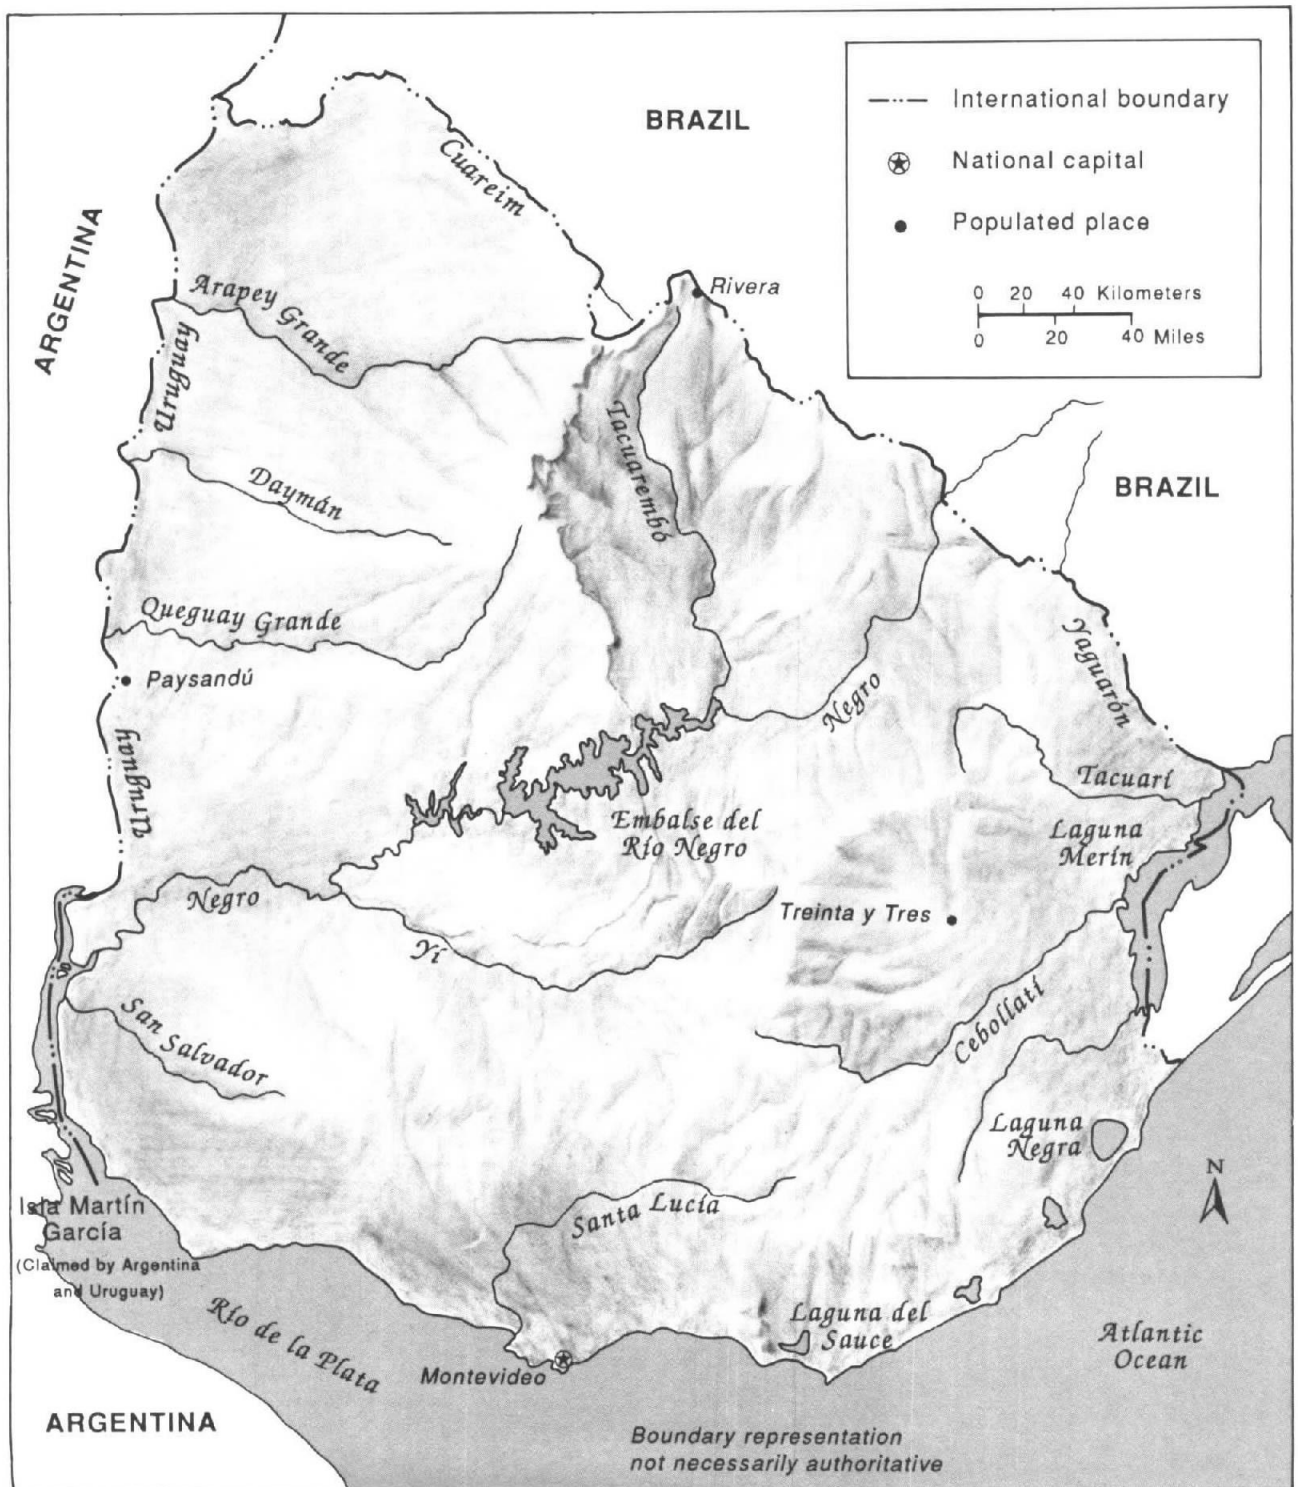 BRAZIL
International boundary
National capital
Populated place
0 20 40 Kilometers
0 20 40 Miles
ARGENTINA
Cuareim
Rivera
Arapey Grande
Uruguay
Tacuarembó
Daymán
BRAZIL
Queguay Grande
Paysandú
Yaguarón
Negro
Uruguay
Tacuarí
Embalse del
Río Negro
Laguna
Merín
Negro
Yí
Treinta y Tres
San Salvador
Cebollatí
Laguna
Negra
N
Isla Martín
García
(Claimed by Argentina
and Uruguay)
Santa Lucía
Río de la Plata
Laguna del
Sauce
Atlantic
Ocean
Montevideo
ARGENTINA
Boundary representation
not necessarily authoritative